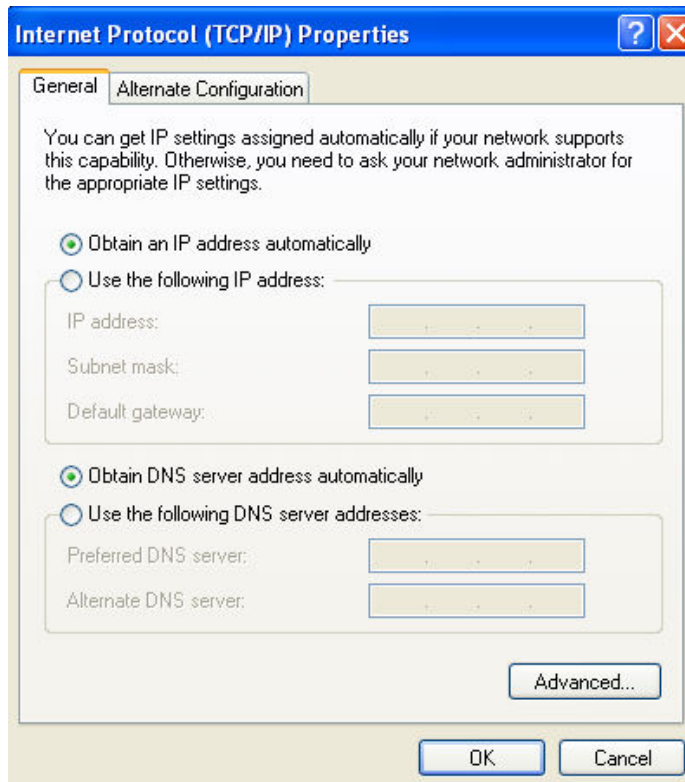 Internet Protocol (TCP/IP) Properties
General
Alternate Configuration
You can get IP settings assigned automatically if your network supports
this capability. Otherwise, you need to ask your network administrator for
the appropriate IP settings.
Obtain an IP address automatically
Use the following IP address:
IP address:
Subnet mask:
Default gateway:
Obtain DNS server address automatically
Use the following DNS server addresses:
Preferred DNS server:
Alternate DNS server:
Advanced...
OK
Cancel